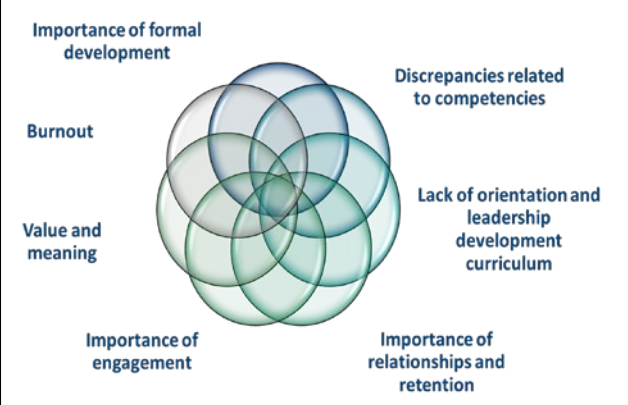 Importance of formal
development
Discrepancies related
to competencies
Burnout
Lack of orientation and
leadership
development
curriculum
Value and
meaning
Importance of
engagement
Importance of
relationships and
retention